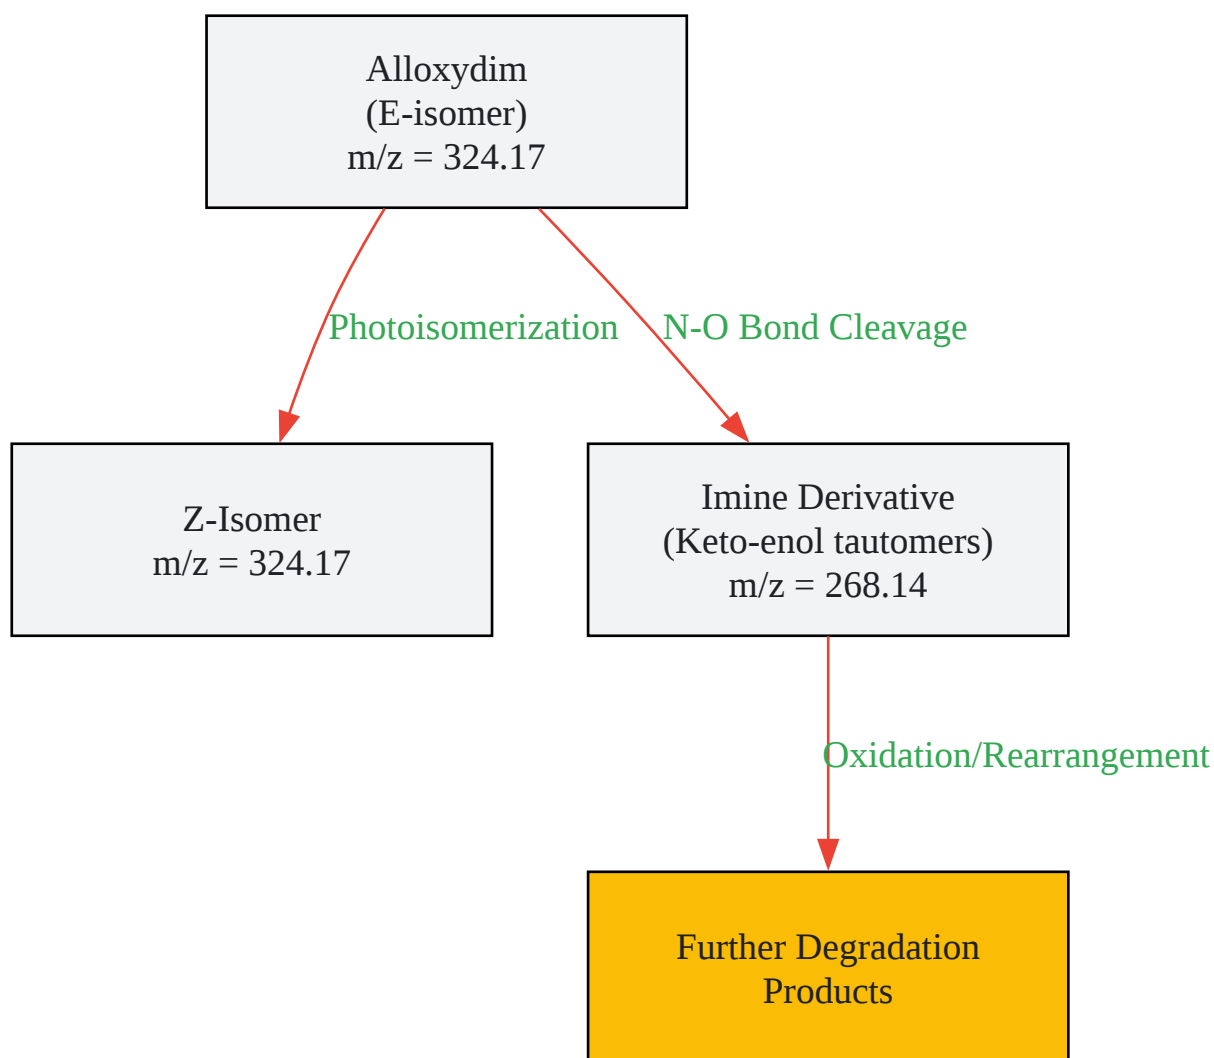 Alloxydim
(E-isomer)
m/z = 324.17
Photoisomerization
N-O Bond Cleavage
Z-Isomer
m/z = 324.17
Imine Derivative
(Keto-enol tautomers)
m/z = 268.14
Oxidation/Rearrangement
Further Degradation
Products